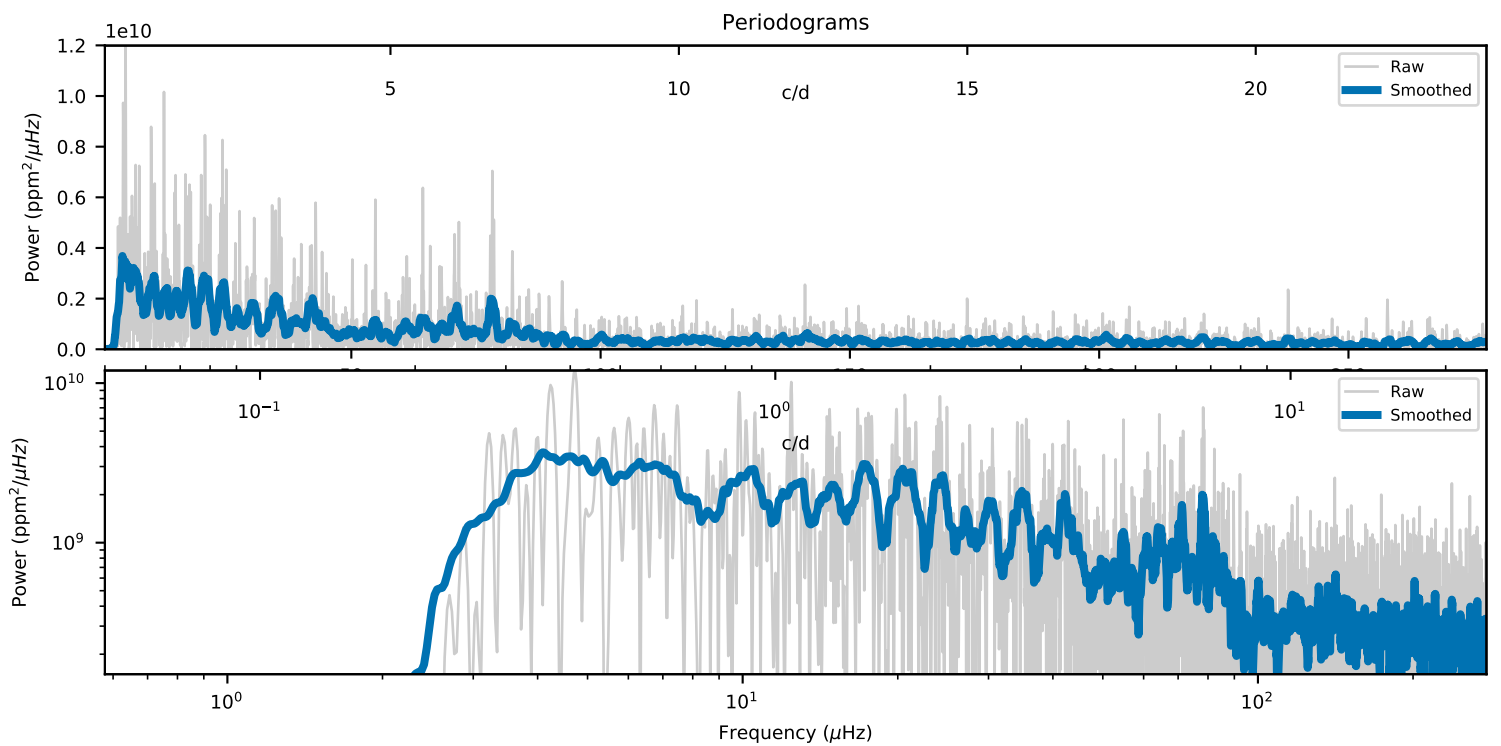 Periodograms
1e10
1.2
1.0
0.8
0.6
0.4
0.2
0.0
Power (ppm²/μHz)
5 10 15 20
c/d
Raw
Smoothed
10¹⁰
10⁹
Power (ppm²/μHz)
10⁻¹ 10⁰ 10¹
c/d
Raw
Smoothed
10⁰ 10¹ 10²
Frequency (μHz)